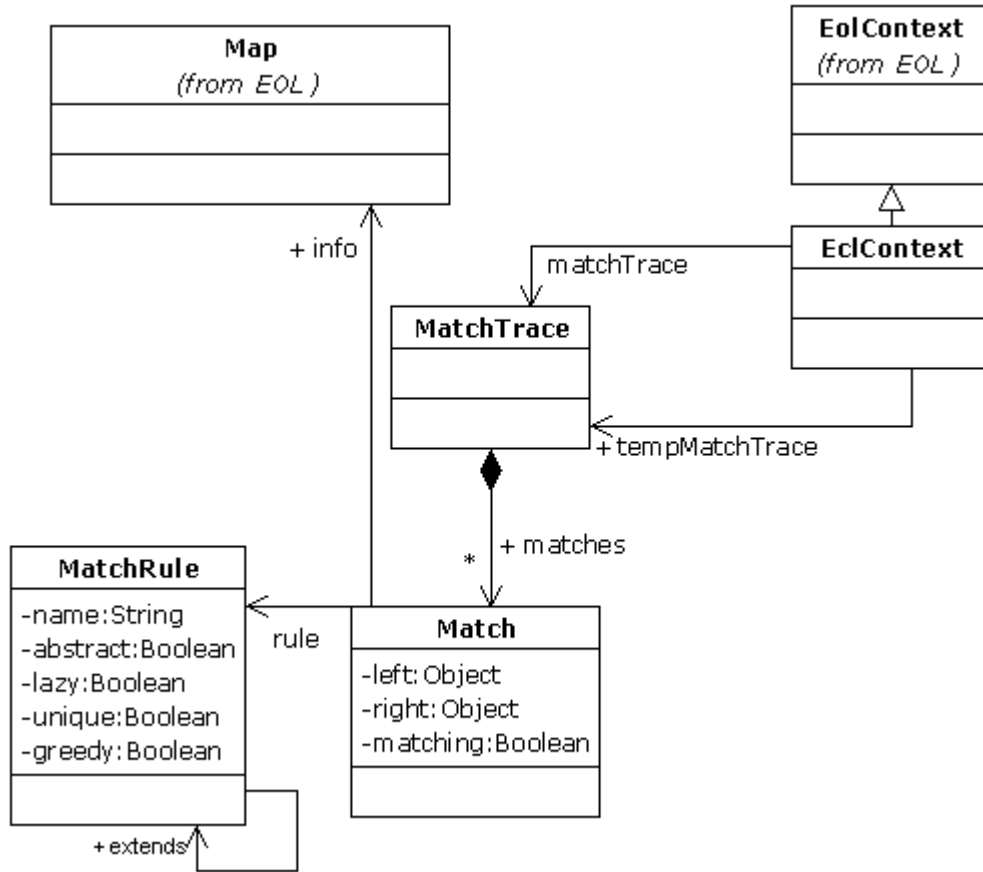 Map
(from EOL)
EolContext
(from EOL)
+ info
matchTrace
EclContext
MatchTrace
+ tempMatchTrace
+ matches
*
MatchRule
-name:String
-abstract:Boolean
-lazy:Boolean
-unique:Boolean
-greedy:Boolean
rule
Match
-left:Object
-right:Object
-matching:Boolean
+extends